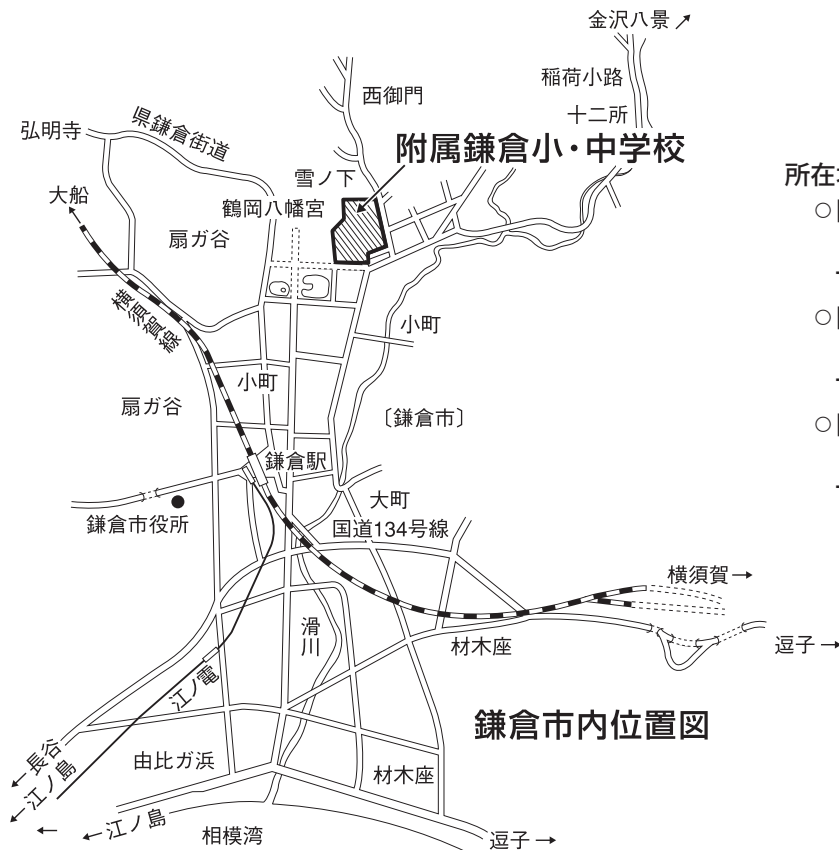 金沢八景
稲荷小路
十二所
西御門
弘明寺
県鎌倉街道
附属鎌倉小・中学校
雪ノ下
大船
鶴岡八幡宮
所在
扇ガ谷
横須賀線
小町
小町
扇ガ谷
〔鎌倉市〕
鎌倉駅
大町
鎌倉市役所
国道134号線
横須賀→
滑川
材木座
逗子→
江ノ電
鎌倉市内位置図
←長谷
←江ノ島
由比ガ浜
材木座
←
←江ノ島
相模湾
逗子→